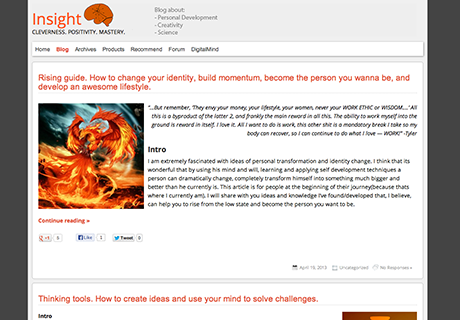 Insight
CLEVERNESS. POSITIVITY. MASTERY.
Blog about:
- Personal Development
- Creativity
- Science
Home Blog Archives Products Recommend Forum DigitalMind
Rising guide. How to change your identity, build momentum, become the person you wanna be, and
develop an awesome lifestyle.
"...But remember, 'They envy your money, your lifestyle, your women, never your WORK ETHIC or WISDOM....' All
this is a byproduct of the latter 2, and frankly the main reward in all this. The ability to work myself into the
ground is reward in itself. I love it. All I want to do is work, this other shit is a mandatory break I take so my
body can recover, so I can continue to do what I love — WORK!" -Tyler
Intro
I am extremely fascinated with ideas of personal transformation and identity change. I think that its
wonderful that by using his mind and will, learning and applying self development techniques a
person can dramatically change, completely transform himself into something much bigger and
better than he currently is. This article is for people at the beginning of their journey(because thats
where I currently am). I will share with you ideas and knowledge I've found/developed that, I believe,
can help you to rise from the low state and become the person you want to be.
Continue reading »
+1 0 Like 1 Tweet 0
April 19, 2013 Uncategorized No Responses »
Thinking tools. How to create ideas and use your mind to solve challenges.
Intro